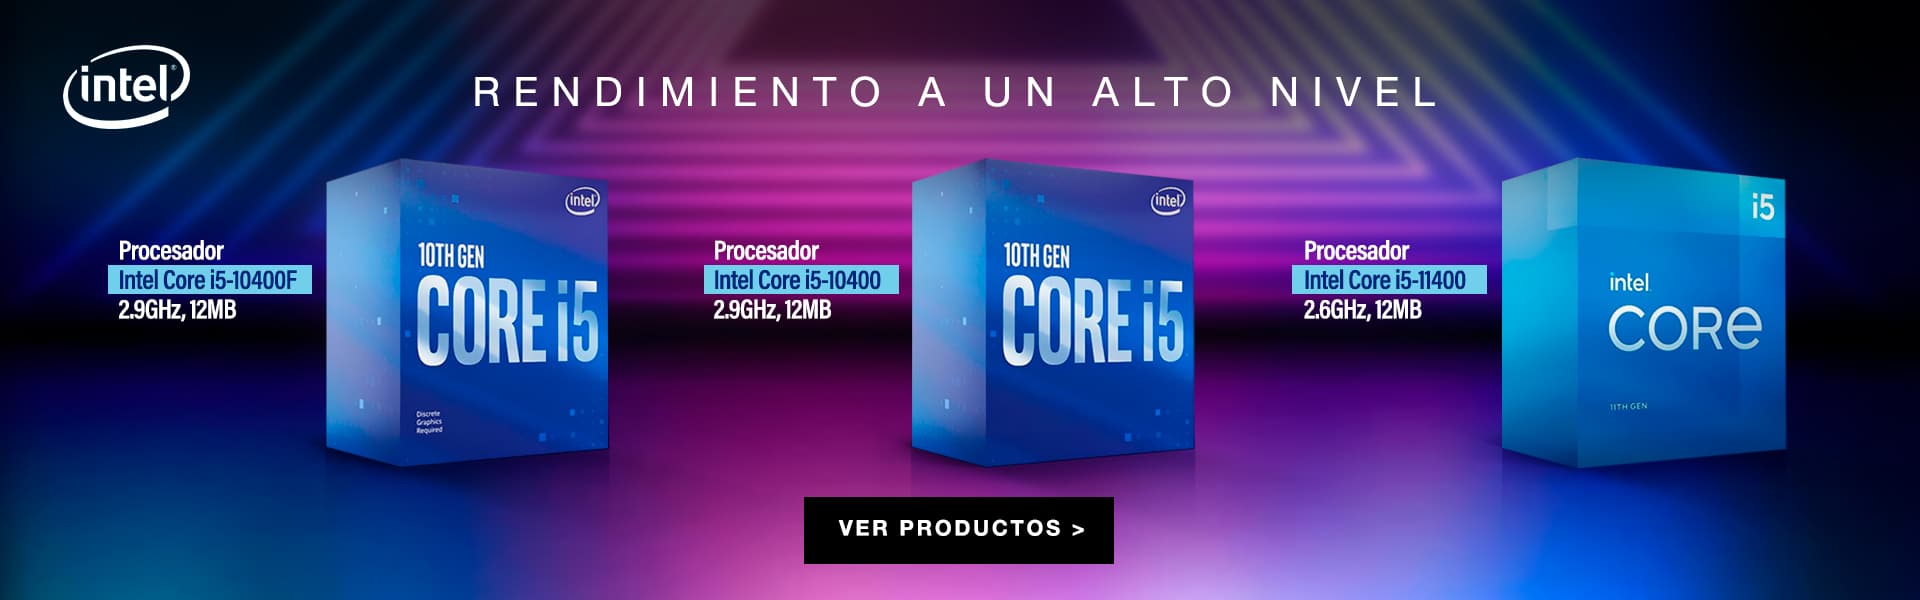 intel®
RENDIMIENTO A UN ALTO NIVEL
Procesador
Intel Core i5-10400F
2.9GHz, 12MB
intel
10TH GEN
CORE i5
Discrete
Graphics
Required
Procesador
Intel Core i5-10400
2.9GHz, 12MB
intel
10TH GEN
CORE i5
Procesador
Intel Core i5-11400
2.6GHz, 12MB
i5
intel
CORe
11TH GEN
VER PRODUCTOS >